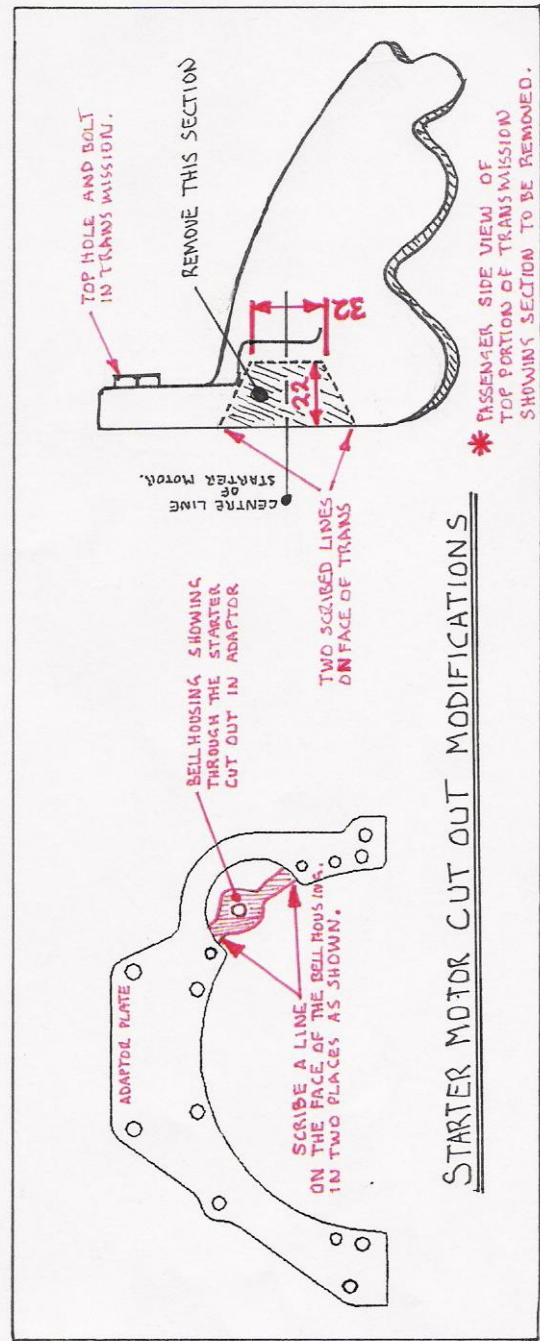 ADAPTOR PLATE
BELLHOUSING SHOWING
THROUGH THE STARTER
CUT OUT IN ADAPTOR
SCRIBE A LINE
ON THE FACE OF THE BELLHOUSING.
IN TWO PLACES AS SHOWN.
STARTER MOTOR CUT OUT MODIFICATIONS
TOP HOLE AND BOLT
IN TRANSMISSION.
REMOVE THIS SECTION
32
22
CENTRE LINE
OF
STARTER MOTOR.
TWO SCRIBED LINES
ON FACE OF TRANS
* PASSENGER SIDE VIEW OF
TOP PORTION OF TRANSMISSION
SHOWING SECTION TO BE REMOVED.